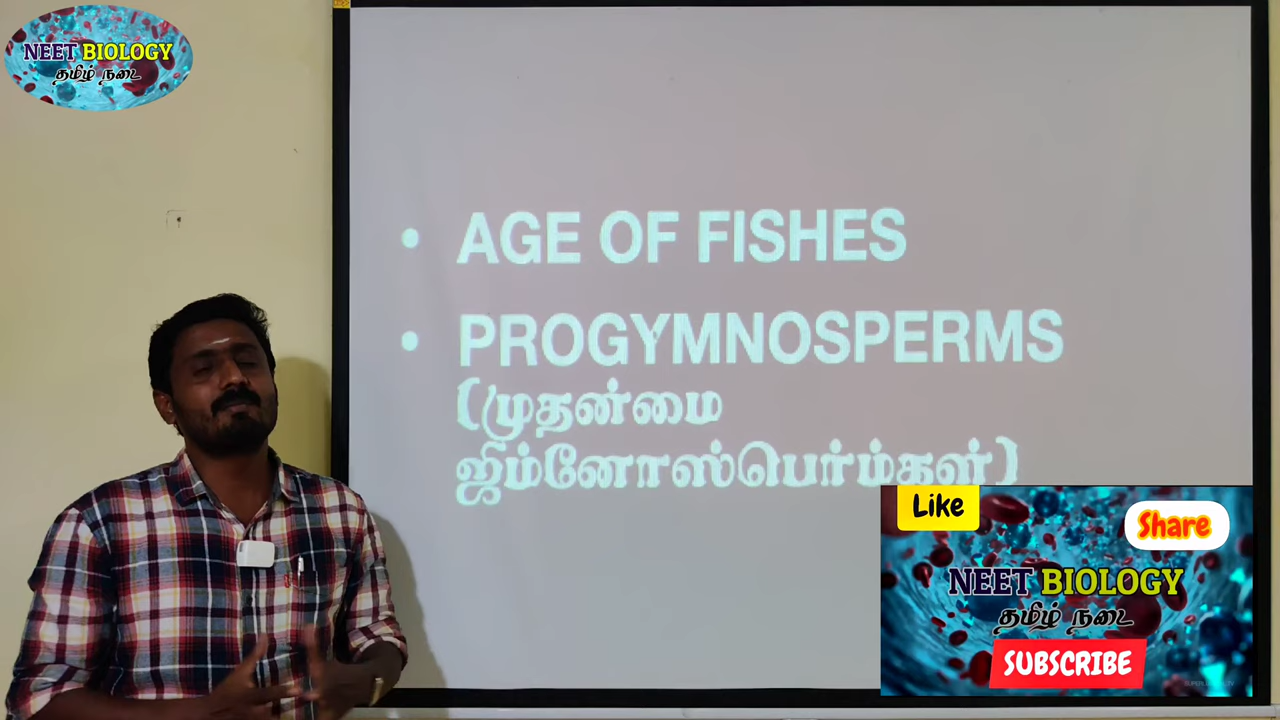 NEET BIOLOGY
தமிழ் நடை
• AGE OF FISHES
• PROGYMNOSPERMS
(முதன்மை
ஜிம்னோஸ்பெர்ம்கள்)
Like
Share
NEET BIOLOGY
தமிழ் நடை
SUBSCRIBE